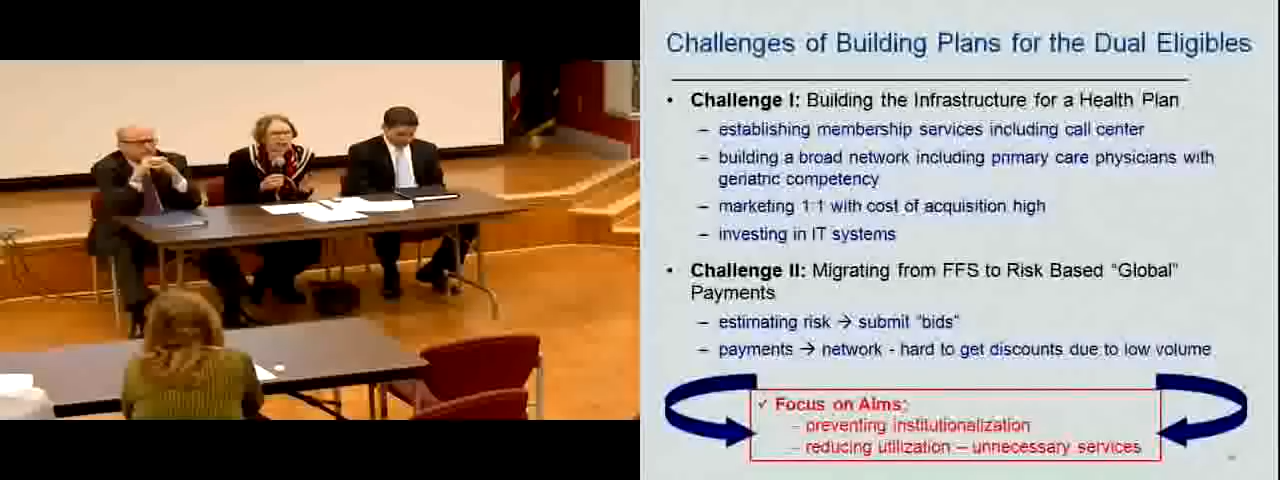 Challenges of Building Plans for the Dual Eligibles
• Challenge I: Building the Infrastructure for a Health Plan
– establishing membership services including call center
– building a broad network including primary care physicians with
geriatric competency
– marketing 1:1 with cost of acquisition high
– investing in IT systems
• Challenge II: Migrating from FFS to Risk Based “Global”
Payments
– estimating risk → submit “bids”
– payments → network - hard to get discounts due to low volume
✓ Focus on Aims:
– preventing institutionalization
– reducing utilization – unnecessary services